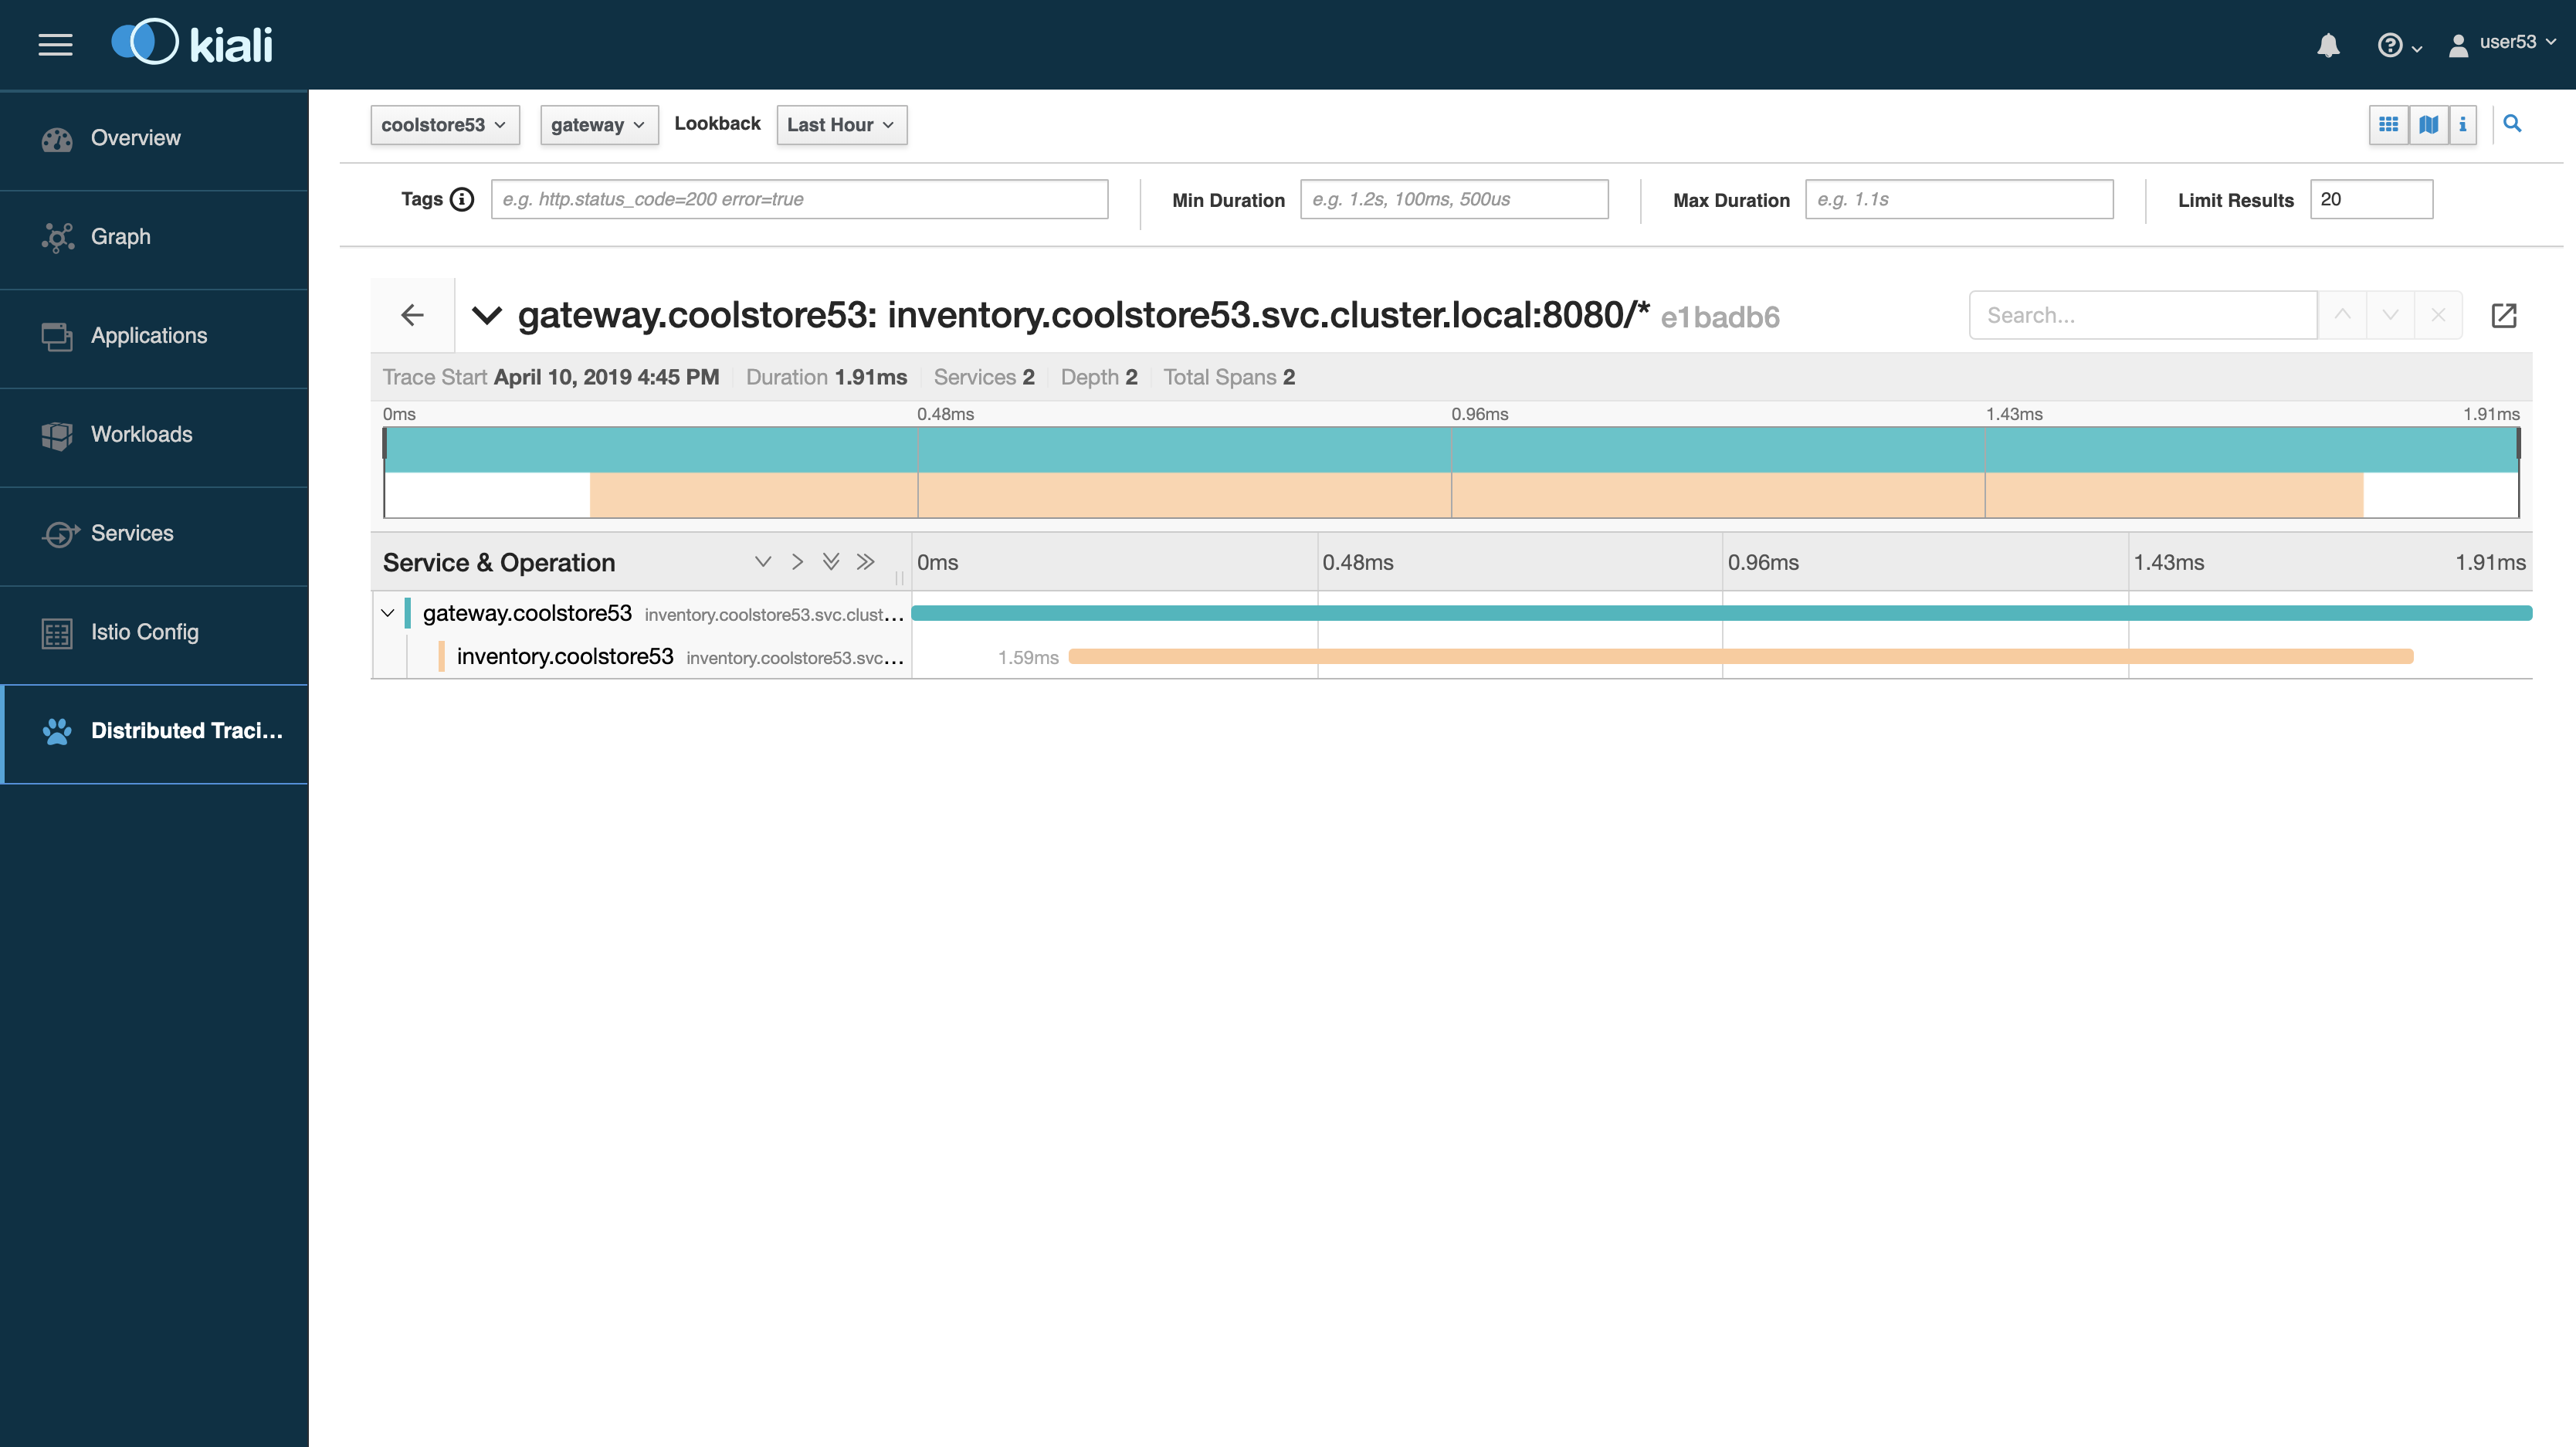 kiali
user53
Overview
Graph
Applications
Workloads
Services
Istio Config
Distributed Traci...
coolstore53 gateway Lookback Last Hour
Tags e.g. http.status_code=200 error=true Min Duration e.g. 1.2s, 100ms, 500us Max Duration e.g. 1.1s Limit Results 20
gateway.coolstore53: inventory.coolstore53.svc.cluster.local:8080/* e1badb6 Search...
Trace Start April 10, 2019 4:45 PM Duration 1.91ms Services 2 Depth 2 Total Spans 2
0ms 0.48ms 0.96ms 1.43ms 1.91ms
Service & Operation 0ms 0.48ms 0.96ms 1.43ms 1.91ms
gateway.coolstore53 inventory.coolstore53.svc.clust...
inventory.coolstore53 inventory.coolstore53.svc... 1.59ms